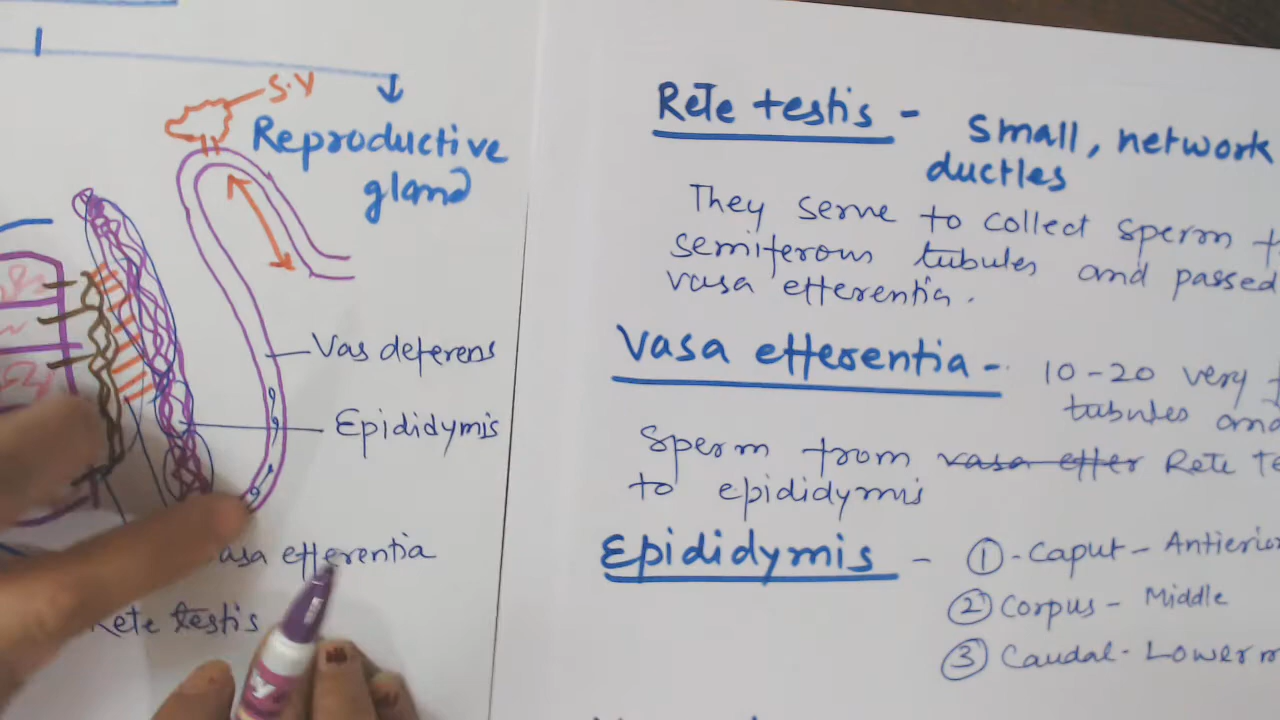 S.V
Reproductive
gland
Vas deferens
Epididymis
asa efferentia
Rete testis
Rete testis - Small, network
ductles
They serve to collect sperm
semiferous tubules and passed
vasa efferentia.
Vasa efferentia - 10-20 very
tubules and
Sperm from vasa effer Rete te
to epididymis
Epididymis - ① - Caput - Antierior
② Corpus - Middle
③ Caudal - Lower m